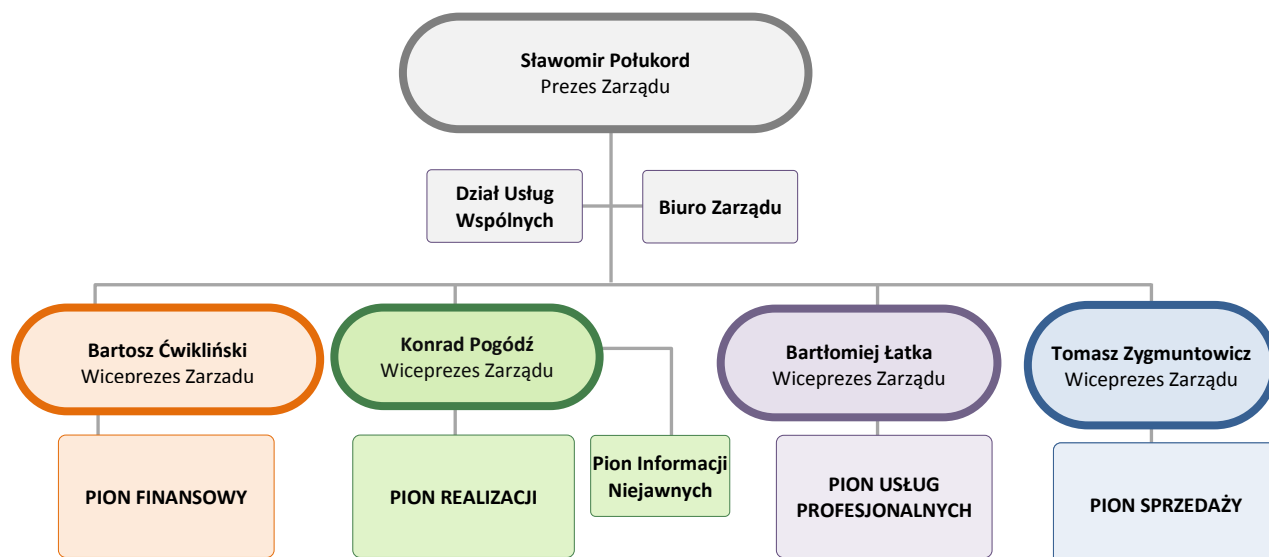 Sławomir Połukord
Prezes Zarządu
Dział Usług
Wspólnych
Biuro Zarządu
Bartosz Ćwikliński
Wiceprezes Zarzadu
Konrad Pogódź
Wiceprezes Zarządu
Bartłomiej Łatka
Wiceprezes Zarządu
Tomasz Zygmuntowicz
Wiceprezes Zarządu
PION FINANSOWY
PION REALIZACJI
Pion Informacji
Niejawnych
PION USŁUG
PROFESJONALNYCH
PION SPRZEDAŻY